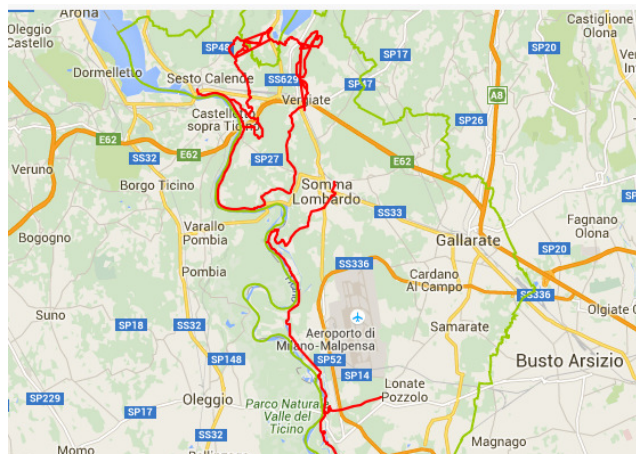 Arona
Oleggio
Castello
SP48
SP17
SP20
Castiglione
Olona
Dormelletto
Sesto Calende
SS629
SP47
Ven
In
Vergiate
A8
Castelletto
sopra Ticino
SP26
E62
SS32
E62
SP27
E62
Veruno
Borgo Ticino
Somma
Lombardo
SS33
Fagnano
Olona
Varallo
Pombia
Bogogno
Gallarate
SP20
SS336
Pombia
Cardano
Al Campo
SS336
Olgiate O
Suno
SP18
SS32
Aeroporto di
Milano-Malpensa
Samarate
SP148
SP52
SP14
Busto Arsizio
SP229
SP17
Oleggio
Parco Naturale
Valle del
Ticino
Lonate
Pozzolo
SS32
Momo
Magnago